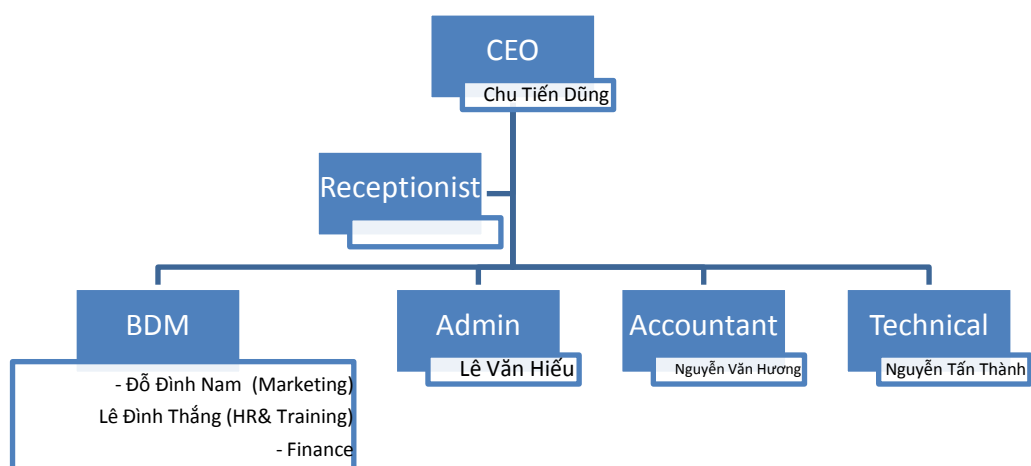 CEO
Chu Tiến Dũng
Receptionist
BDM
- Đỗ Đình Nam  (Marketing)
Lê Đình Thắng (HR& Training)
- Finance
Admin
Lê Văn Hiếu
Accountant
Nguyễn Văn Hương
Technical
Nguyễn Tấn Thành